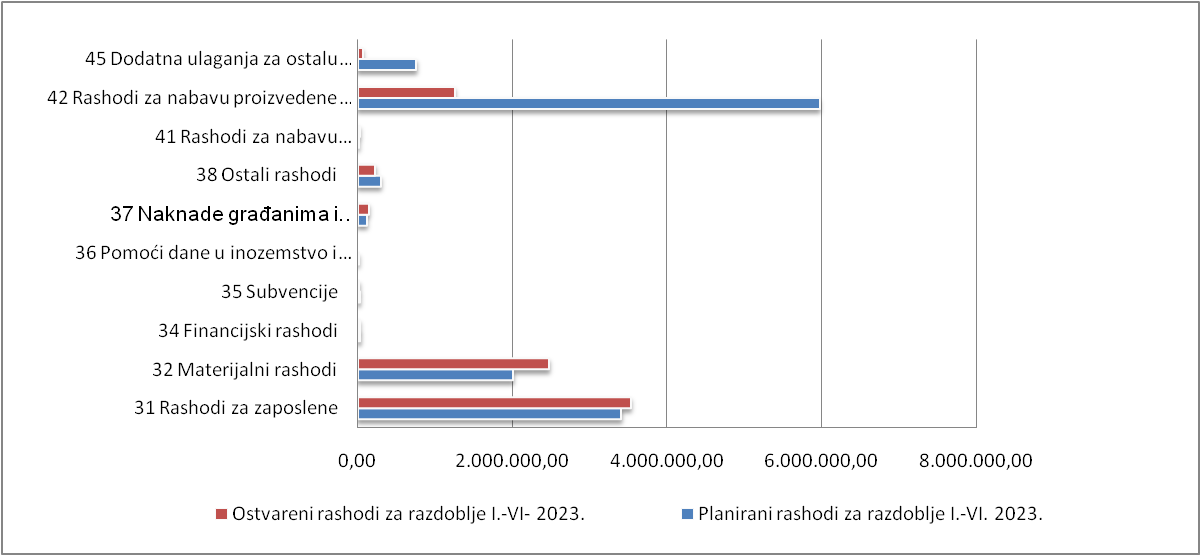 45 Dodatna ulaganja za ostalu...
42 Rashodi za nabavu proizvedene...
41 Rashodi za nabavu...
38 Ostali rashodi
37 Naknade građanima i..
36 Pomoći dane u inozemstvo i...
35 Subvencije
34 Financijski rashodi
32 Materijalni rashodi
31 Rashodi za zaposlene
0,00 2.000.000,00 4.000.000,00 6.000.000,00 8.000.000,00
Ostvareni rashodi za razdoblje I.-VI- 2023. Planirani rashodi za razdoblje I.-VI. 2023.